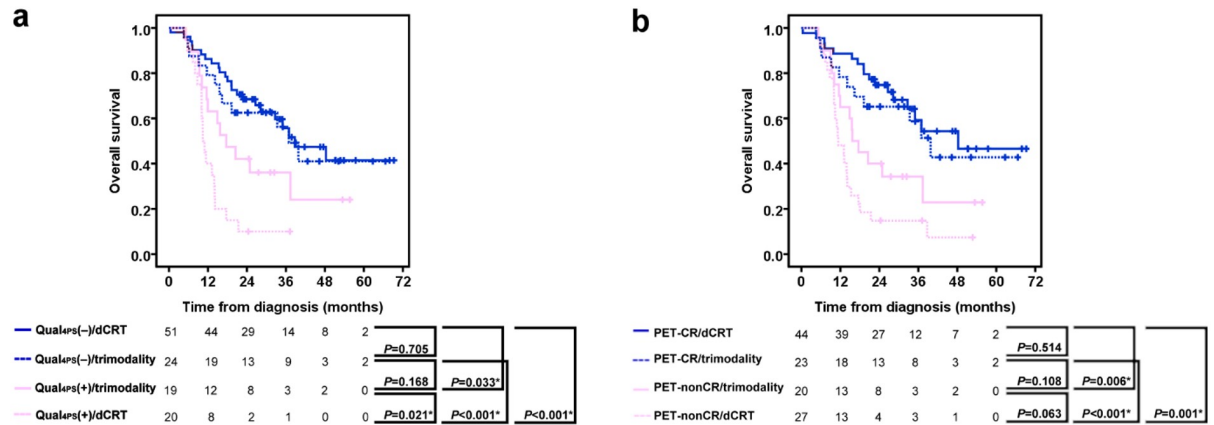 a
b
1.0
0.8
0.6
0.4
0.2
0.0
Overall survival
0 12 24 36 48 60 72
Time from diagnosis (months)
Qual4PS(−)/dCRT 51 44 29 14 8 2
Qual4PS(−)/trimodality 24 19 13 9 3 2
Qual4PS(+)/trimodality 19 12 8 3 2 0
Qual4PS(+)/dCRT 20 8 2 1 0 0
P=0.705
P=0.168 P=0.033*
P=0.021* P<0.001* P<0.001*
1.0
0.8
0.6
0.4
0.2
0.0
Overall survival
0 12 24 36 48 60 72
Time from diagnosis (months)
PET-CR/dCRT 44 39 27 12 7 2
PET-CR/trimodality 23 18 13 8 3 2
PET-nonCR/trimodality 20 13 8 3 2 0
PET-nonCR/dCRT 27 13 4 3 1 0
P=0.514
P=0.108 P=0.006*
P=0.063 P<0.001* P=0.001*